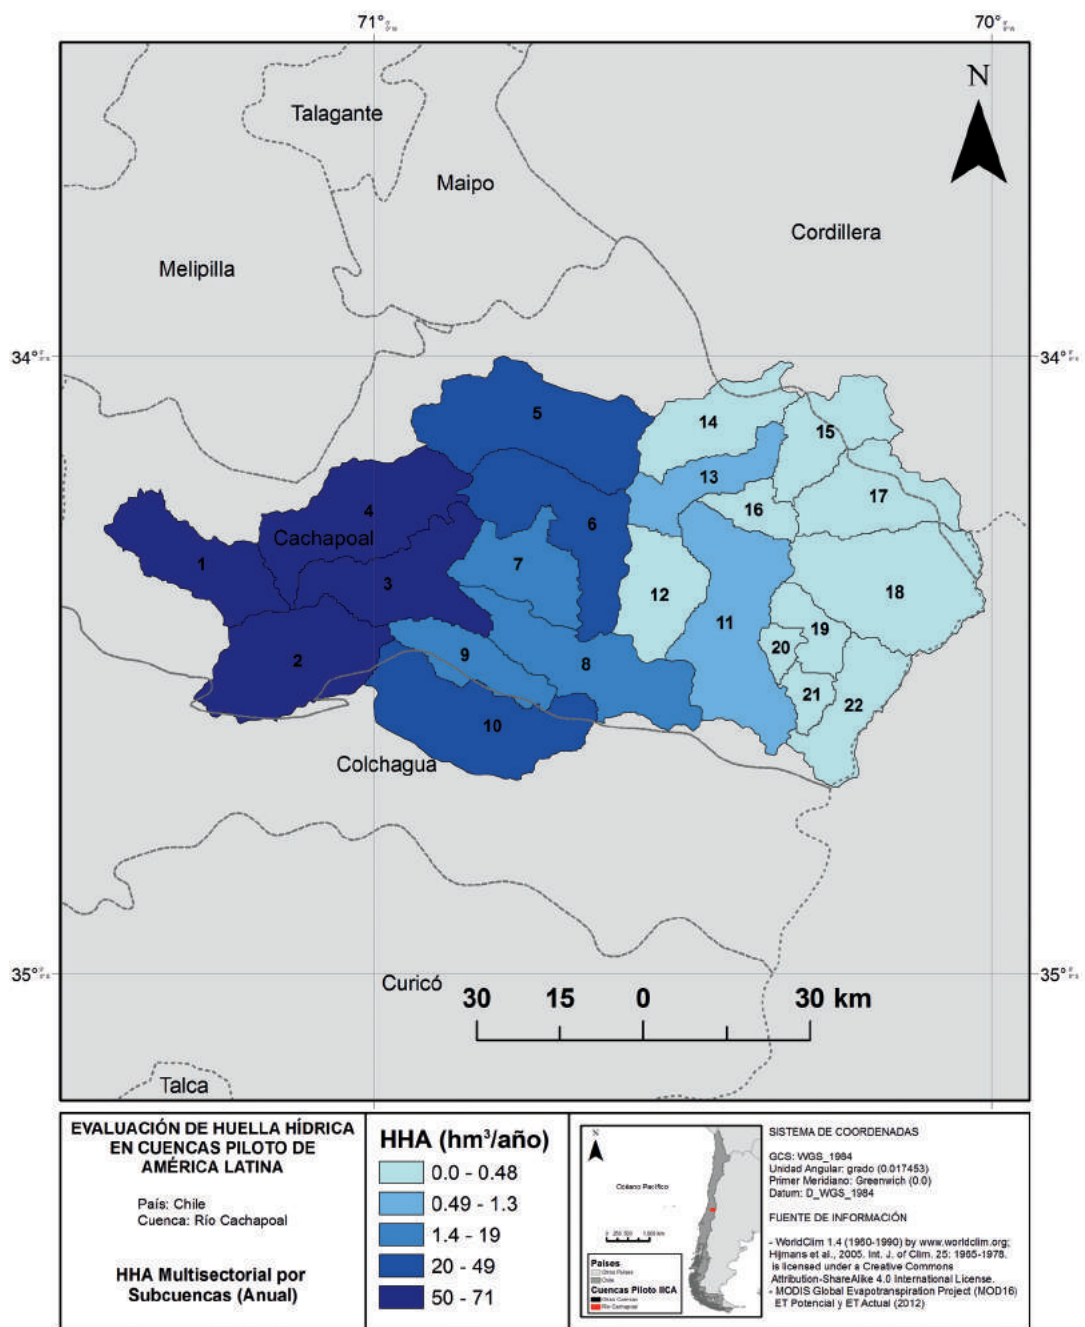 71°
70°
N
Talagante
Maipo
Cordillera
Melipilla
34°
34°
5
14
15
13
4
17
16
Cachapoal
6
1
7
3
12
18
11
19
20
9
2
8
21
22
10
Colchagua
35°
35°
Curicó
30 15 0 30 km
Talca
EVALUACIÓN DE HUELLA HÍDRICA
EN CUENCAS PILOTO DE
AMÉRICA LATINA
País: Chile
Cuenca: Río Cachapoal
HHA Multisectorial por
Subcuencas (Anual)
HHA (hm³/año)
0.0 - 0.48
0.49 - 1.3
1.4 - 19
20 - 49
50 - 71
N
Océano Pacífico
Países
Otros Países
Chile
Cuencas Piloto IICA
Otras Cuencas
Río Cachapoal
SISTEMA DE COORDENADAS
GCS: WGS_1984
Unidad Angular: grado (0.017453)
Primer Meridiano: Greenwich (0.0)
Datum: D_WGS_1984
FUENTE DE INFORMACIÓN
- WorldClim 1.4 (1960-1990) by www.worldclim.org;
Hijmans et al., 2005. Int. J. of Clim. 25: 1965-1978.
is licensed under a Creative Commons
Attribution-ShareAlike 4.0 International License.
- MODIS Global Evapotranspiration Project (MOD16)
ET Potencial y ET Actual (2012)